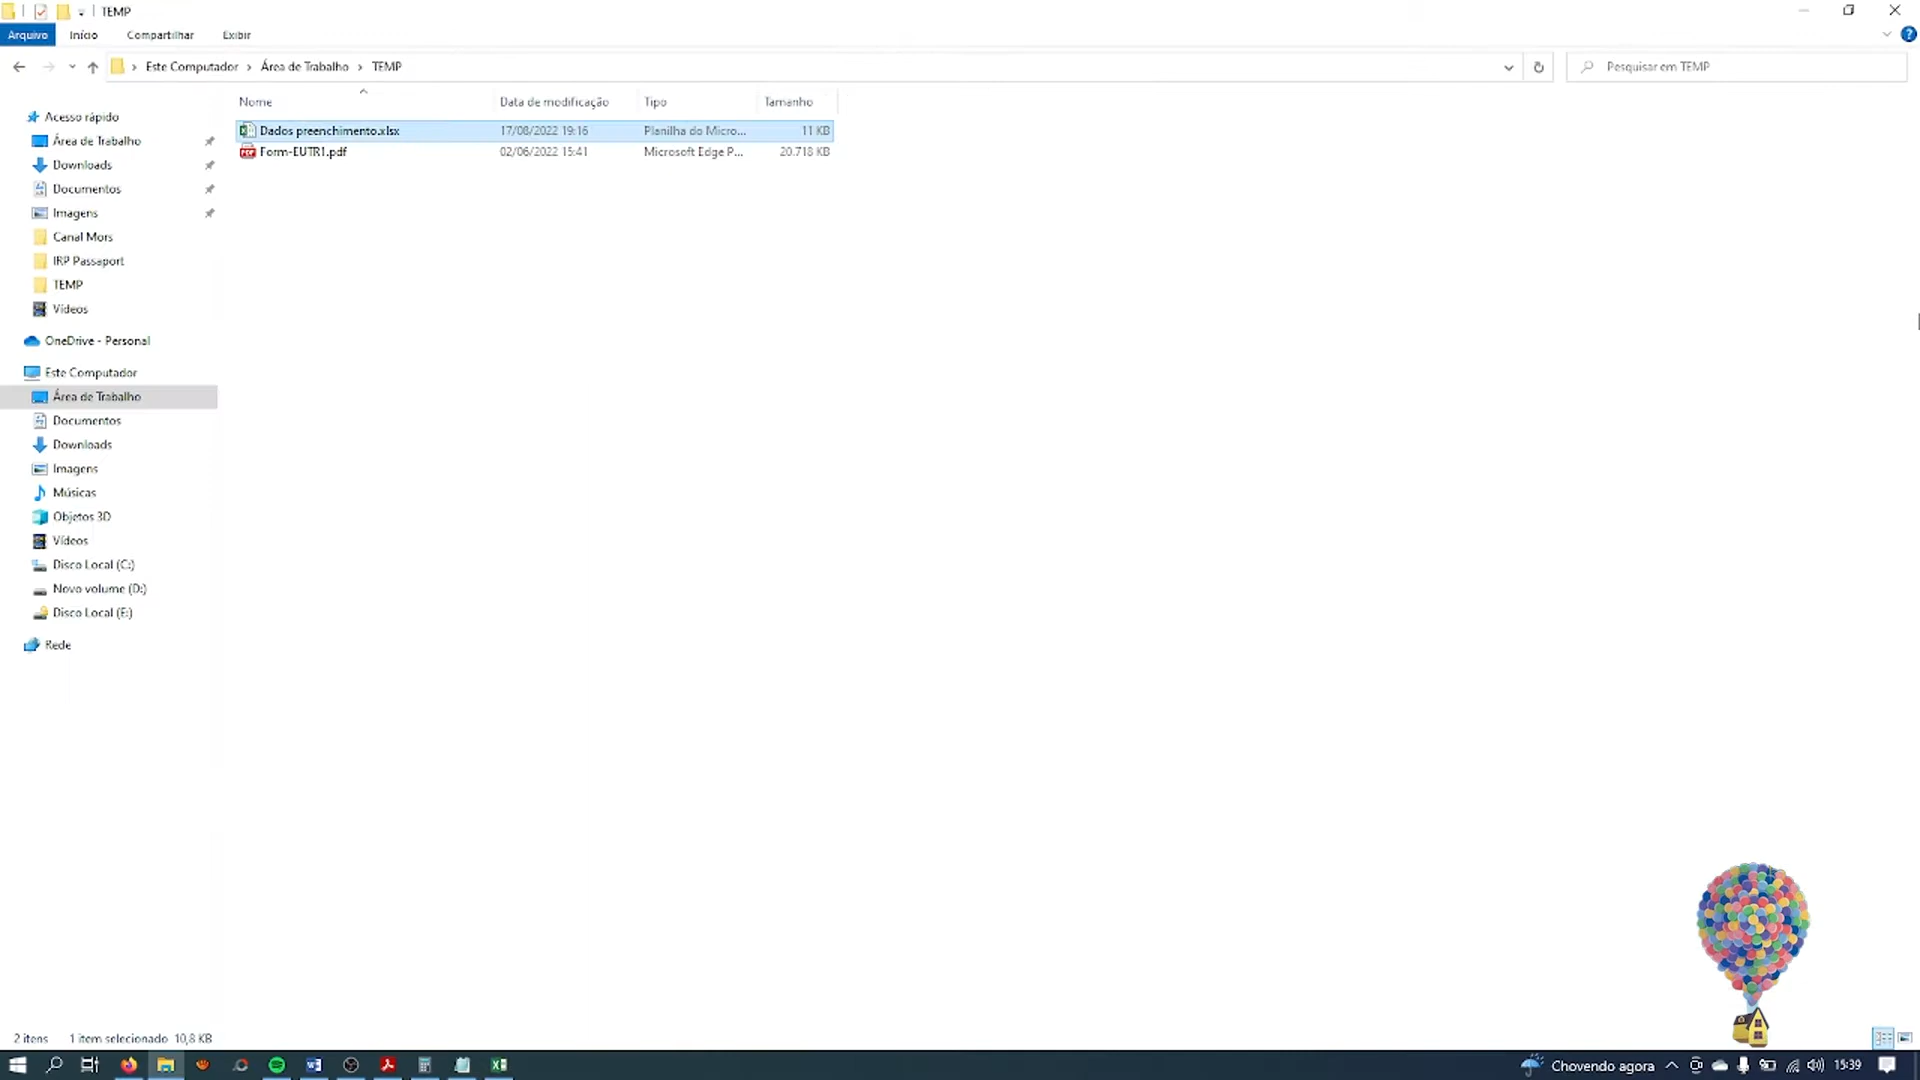 TEMP
Arquivo Início Compartilhar Exibir
Este Computador › Área de Trabalho › TEMP
Pesquisar em TEMP
Nome Data de modificação Tipo Tamanho
Dados preenchimento.xlsx 17/08/2022 19:16 Planilha do Micro... 11 KB
Form-EUTR1.pdf 02/06/2022 15:41 Microsoft Edge P... 20.718 KB
Acesso rápido
Área de Trabalho
Downloads
Documentos
Imagens
Canal Mors
IRP Passaport
TEMP
Vídeos
OneDrive - Personal
Este Computador
Área de Trabalho
Documentos
Downloads
Imagens
Músicas
Objetos 3D
Vídeos
Disco Local (C:)
Novo volume (D:)
Disco Local (E:)
Rede
2 itens 1 item selecionado 10,8 KB
Chovendo agora 15:39